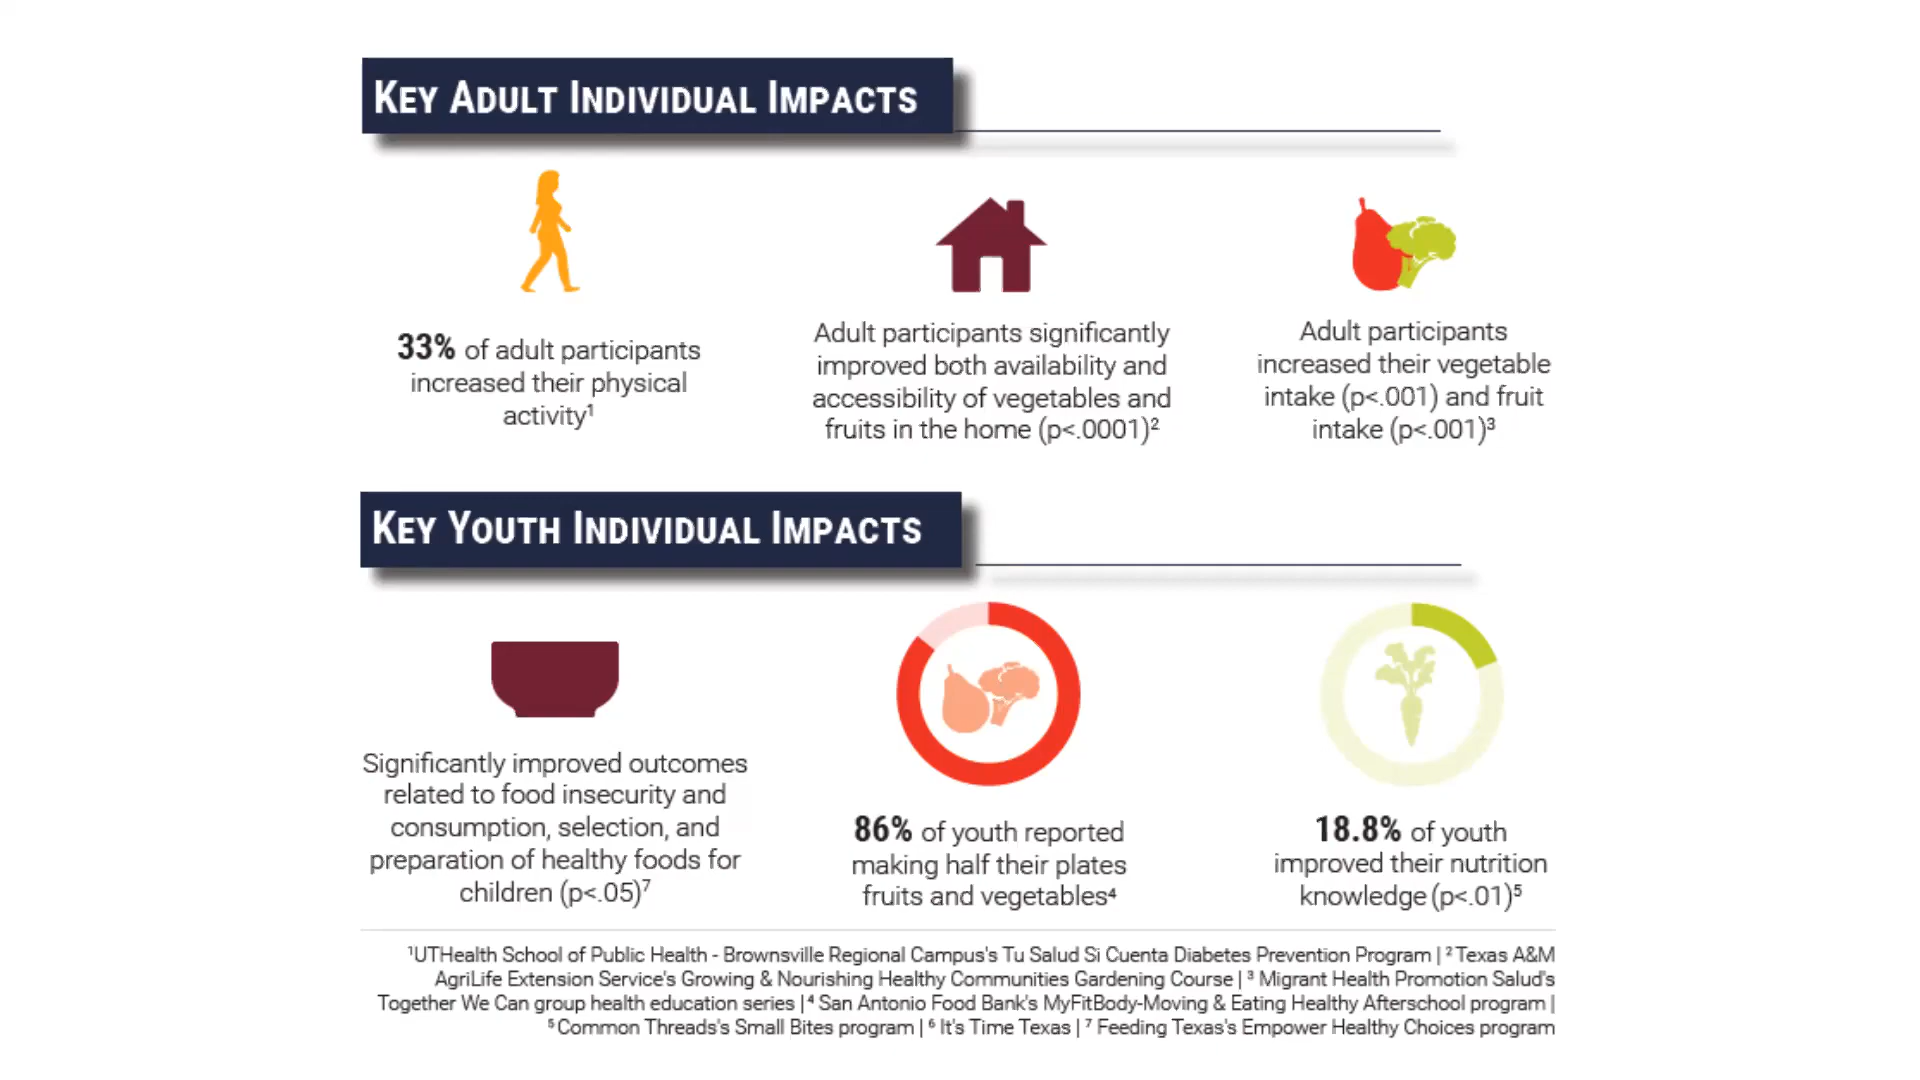 KEY ADULT INDIVIDUAL IMPACTS
33% of adult participants
increased their physical
activity¹
Adult participants significantly
improved both availability and
accessibility of vegetables and
fruits in the home (p<.0001)²
Adult participants
increased their vegetable
intake (p<.001) and fruit
intake (p<.001)³
KEY YOUTH INDIVIDUAL IMPACTS
Significantly improved outcomes
related to food insecurity and
consumption, selection, and
preparation of healthy foods for
children (p<.05)⁷
86% of youth reported
making half their plates
fruits and vegetables⁴
18.8% of youth
improved their nutrition
knowledge (p<.01)⁵
¹UTHealth School of Public Health - Brownsville Regional Campus's Tu Salud Si Cuenta Diabetes Prevention Program | ² Texas A&M
AgriLife Extension Service's Growing & Nourishing Healthy Communities Gardening Course | ³ Migrant Health Promotion Salud's
Together We Can group health education series | ⁴ San Antonio Food Bank's MyFitBody-Moving & Eating Healthy Afterschool program |
⁵ Common Threads's Small Bites program | ⁶ It's Time Texas | ⁷ Feeding Texas's Empower Healthy Choices program